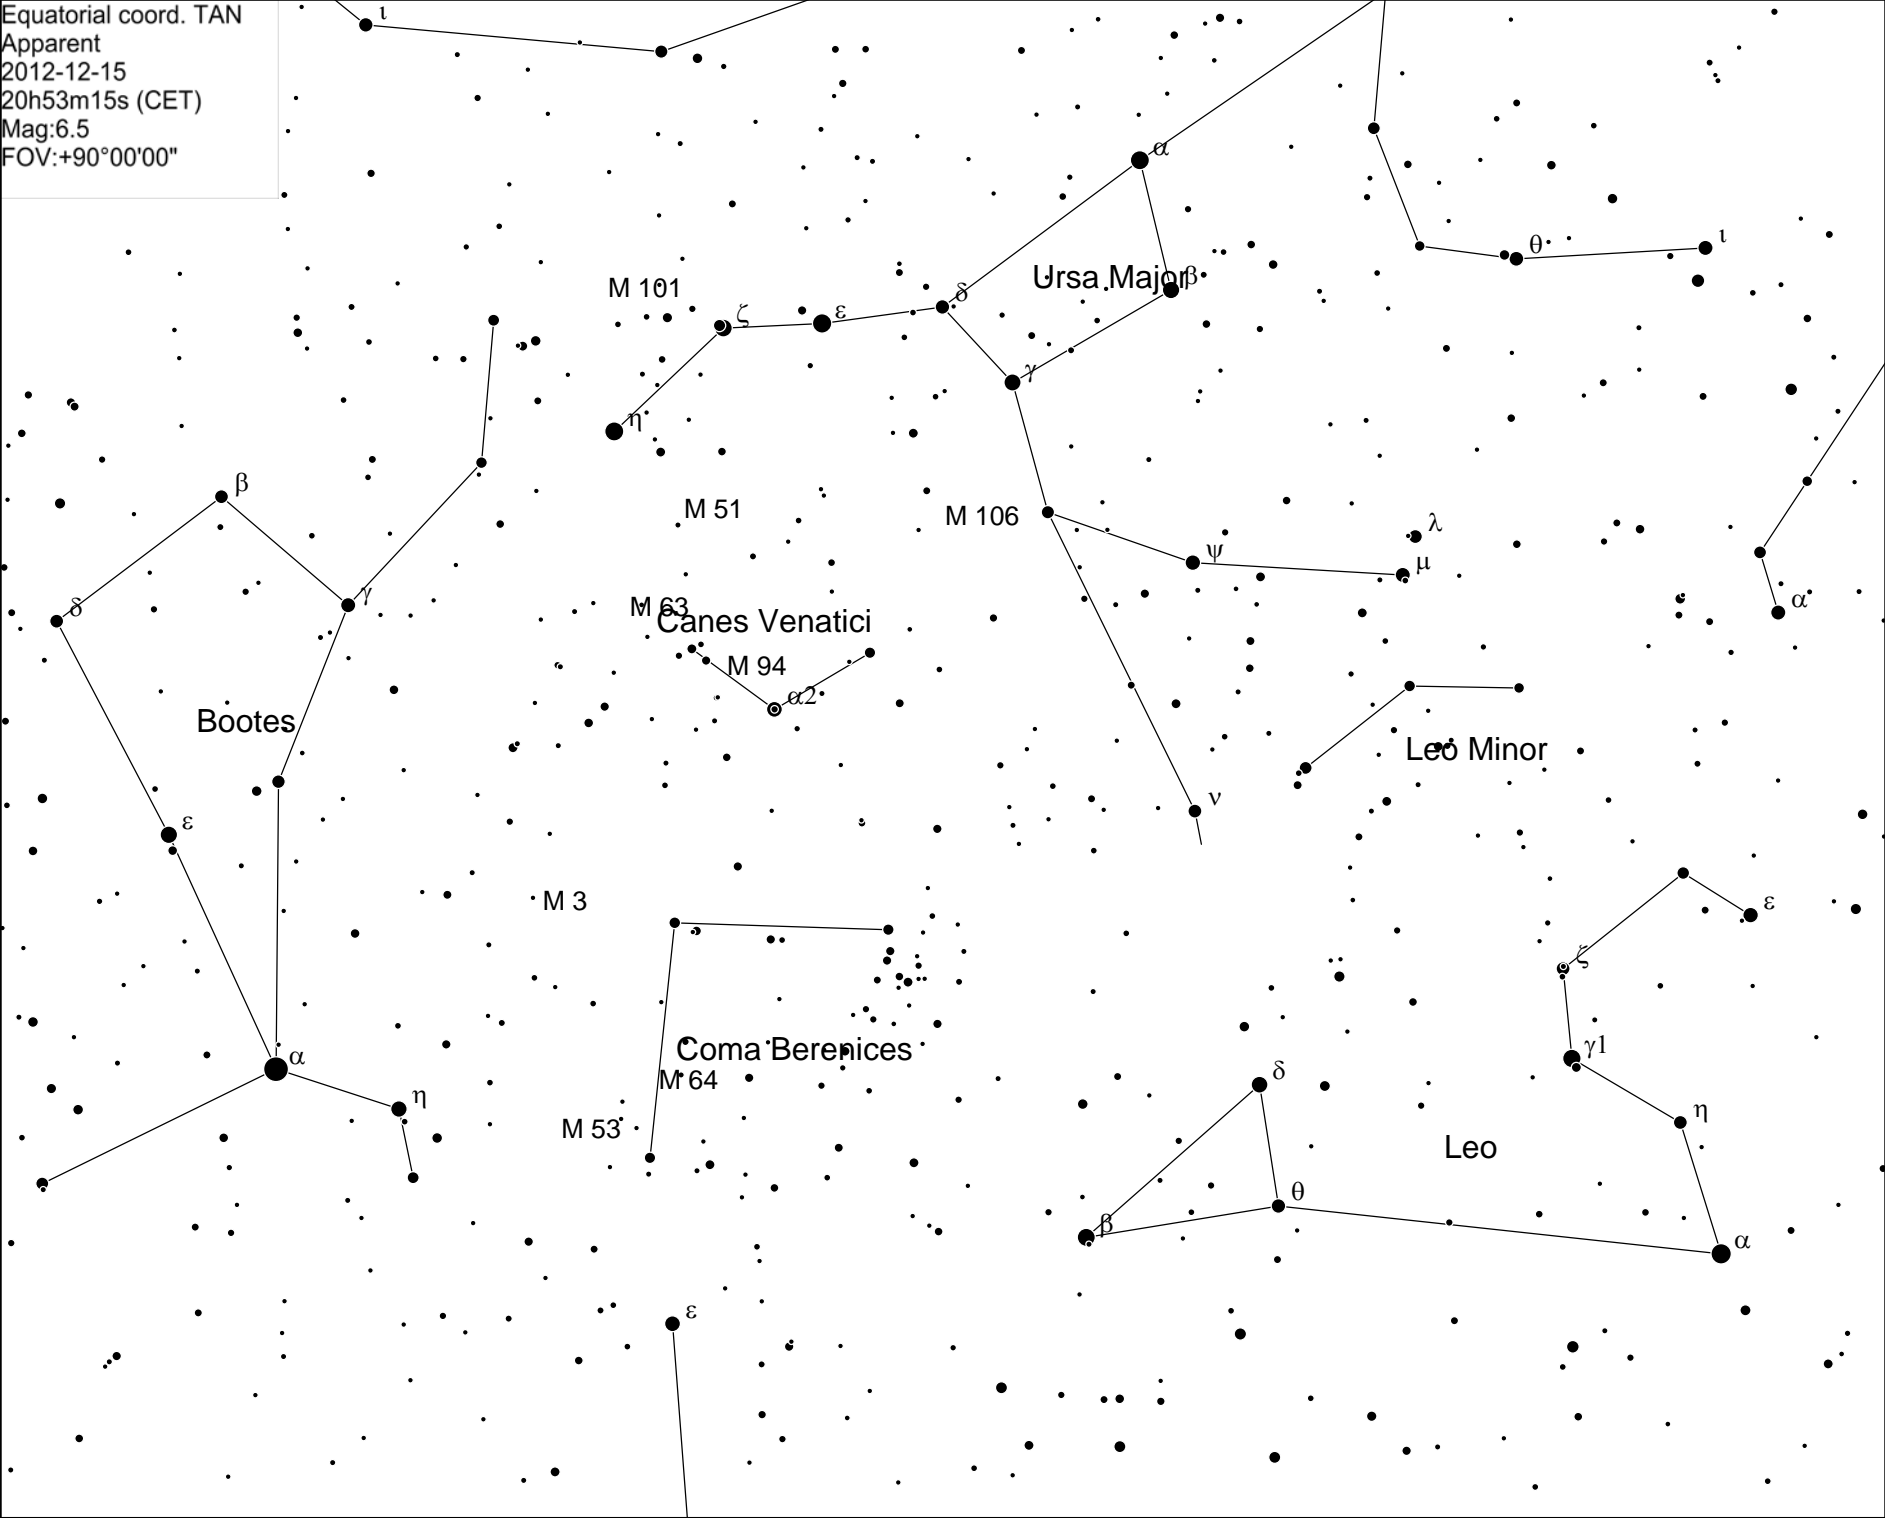 Equatorial coord. TAN
Apparent
2012-12-15
20h53m15s (CET)
Mag:6.5
FOV:+90°00'00"
ι
α
θ
ι
Ursa Major
β
M 101
δ
ζ
ε
γ
η
β
M 51
M 106
λ
ψ
μ
γ
δ
α
M 63
Canes Venatici
M 94
α2
Bootes
Leo Minor
ν
ε
M 3
ε
ζ
Coma Berenices
γ1
α
M 64
δ
η
η
M 53
Leo
θ
β
α
ε